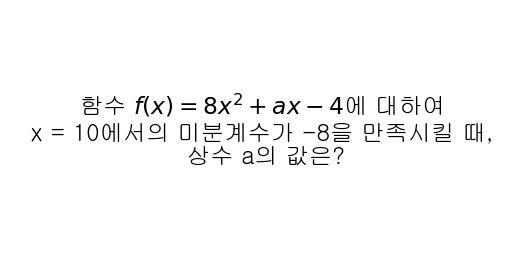 함수 f(x) = 8x² + ax − 4에 대하여
x = 10에서의 미분계수가 −8을 만족시킬 때,
상수 a의 값은?